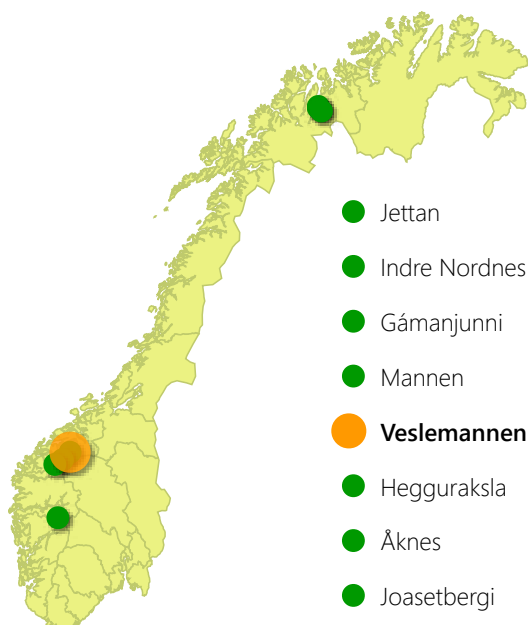 Jettan
Indre Nordnes
Gámanjunni
Mannen
Veslemannen
Hegguraksla
Åknes
Joasetbergi